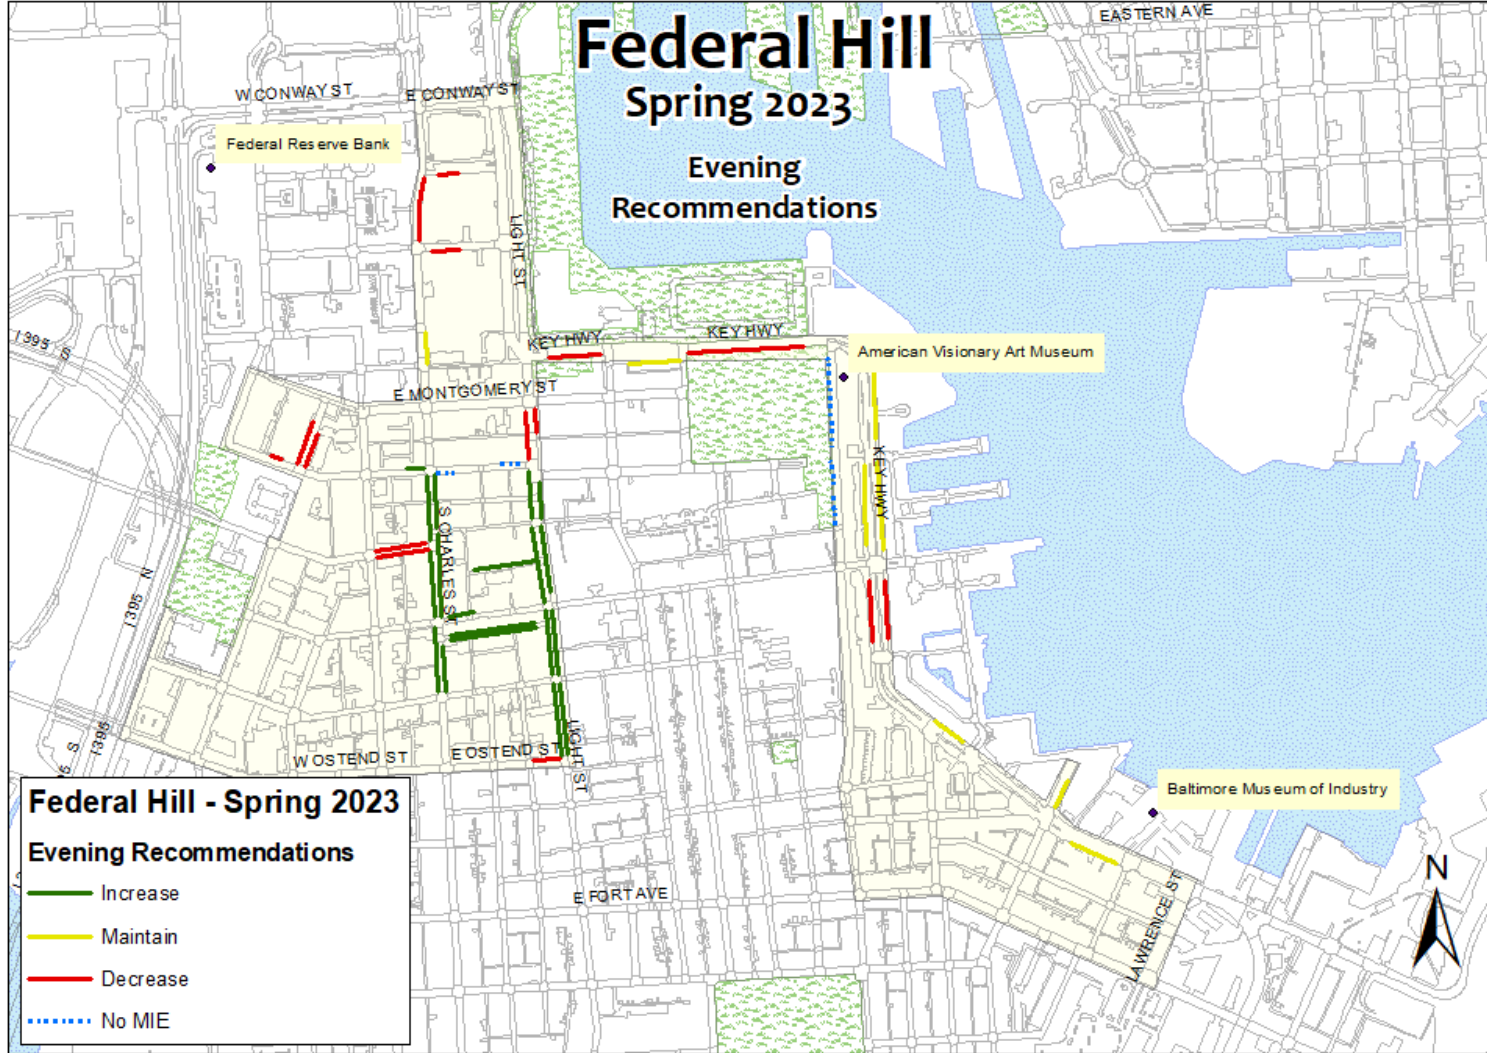 EASTERN AVE
Federal Hill
Spring 2023
W CONWAY ST
E CONWAY ST
Federal Reserve Bank
Evening
Recommendations
LIGHT ST
I 395 S
KEY HWY
KEY HWY
American Visionary Art Museum
E MONTGOMERY ST
KEY HWY
S CHARLES ST
I 395 N
I 395
S
W OSTEND ST
E OSTEND ST
LIGHT ST
Baltimore Museum of Industry
Federal Hill - Spring 2023
Evening Recommendations
Increase
Maintain
Decrease
No MIE
E FORT AVE
LAWRENCE ST
N